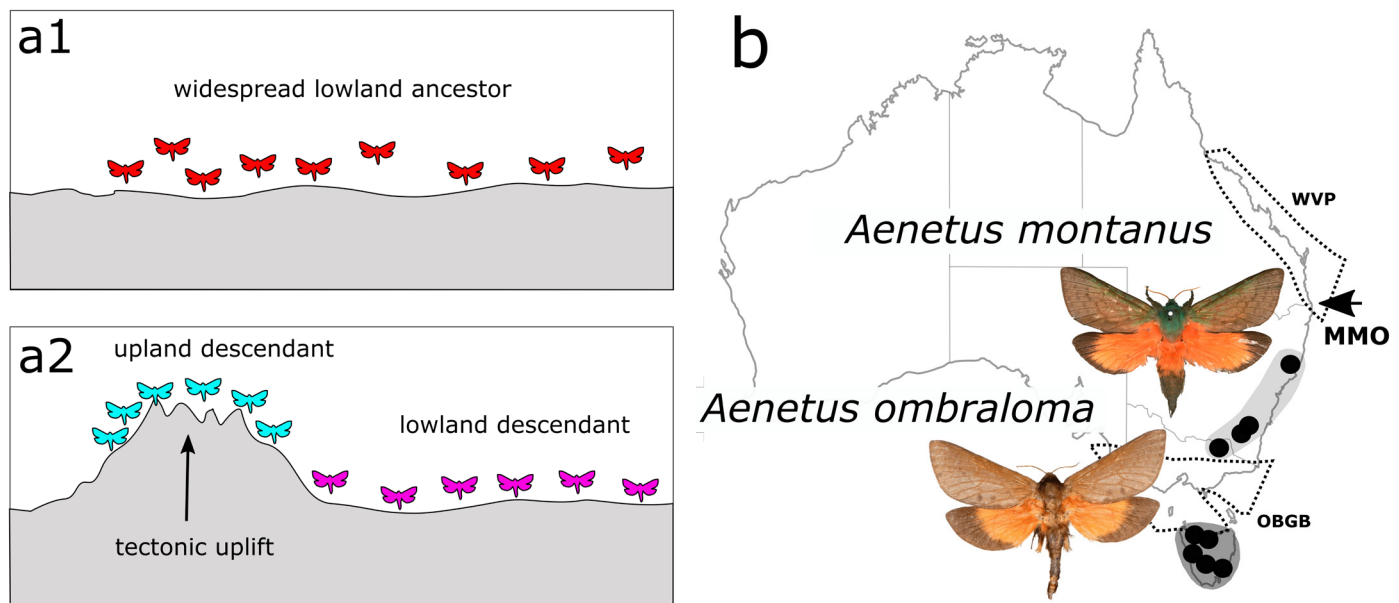 a1
widespread lowland ancestor
a2
upland descendant
lowland descendant
tectonic uplift
b
WVP
Aenetus montanus
MMO
Aenetus ombraloma
OBGB